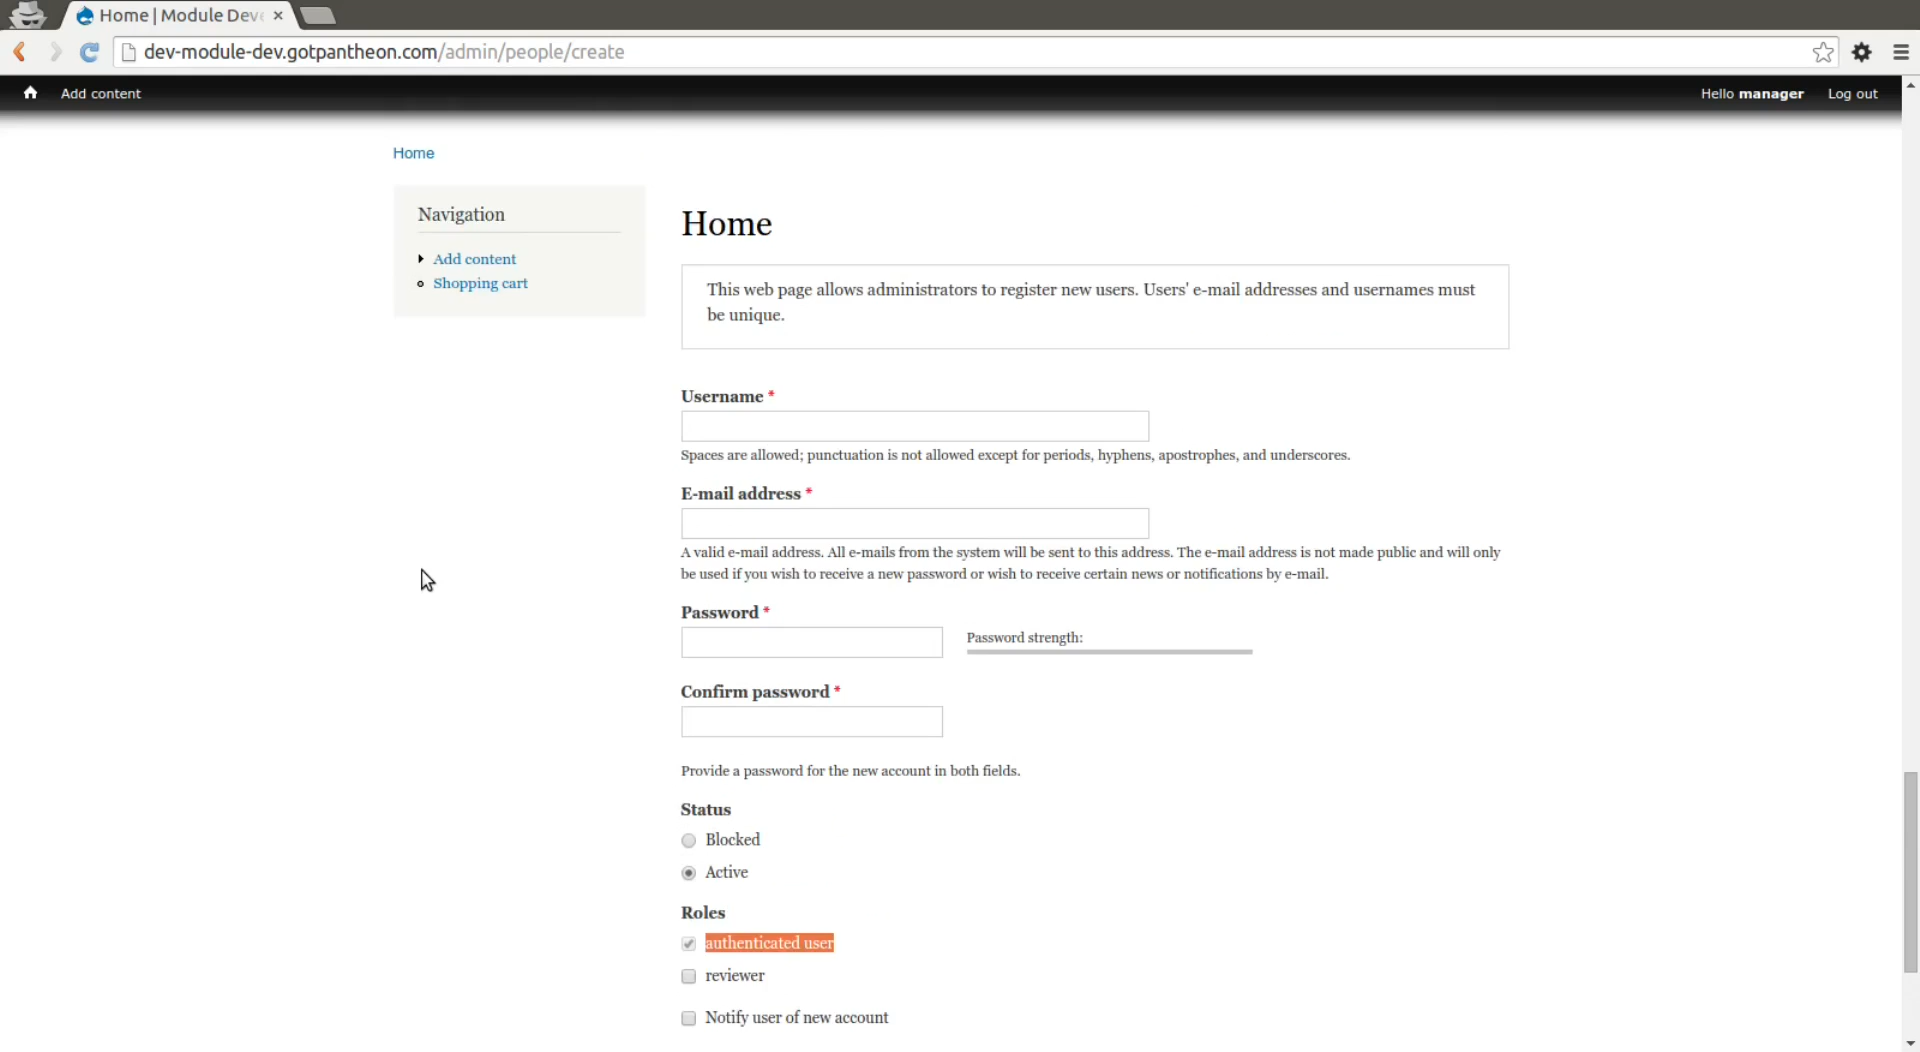 Home | Module Deve
dev-module-dev.gotpantheon.com/admin/people/create
Add content
Hello manager
Log out
Home
Navigation
Add content
Shopping cart
Home
This web page allows administrators to register new users. Users' e-mail addresses and usernames must
be unique.
Username *
Spaces are allowed; punctuation is not allowed except for periods, hyphens, apostrophes, and underscores.
E-mail address *
A valid e-mail address. All e-mails from the system will be sent to this address. The e-mail address is not made public and will only
be used if you wish to receive a new password or wish to receive certain news or notifications by e-mail.
Password *
Password strength:
Confirm password *
Provide a password for the new account in both fields.
Status
Blocked
Active
Roles
authenticated user
reviewer
Notify user of new account